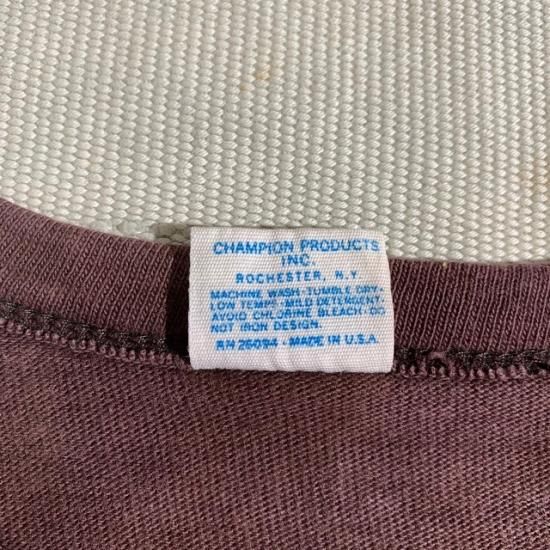 CHAMPION PRODUCTS
INC.
ROCHESTER, N.Y.
MACHINE WASH-TUMBLE DRY-
LOW TEMPS-MILD DETERGENT.
AVOID CHLORINE BLEACH-DO
NOT IRON DESIGN.
RN 26094 - MADE IN U.S.A.